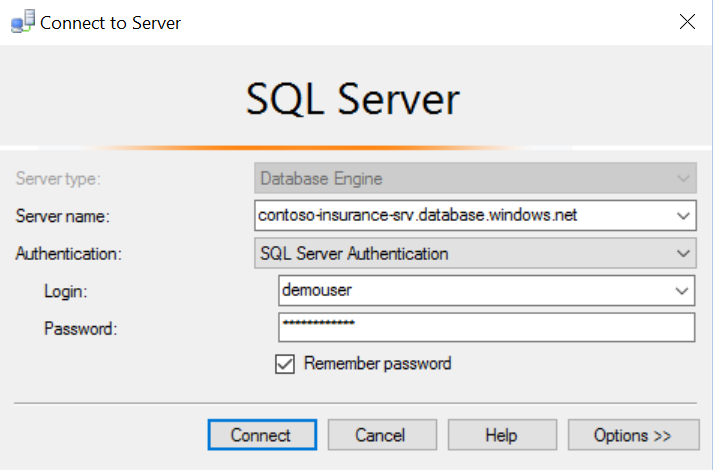 Connect to Server
SQL Server
Server type: Database Engine
Server name: contoso-insurance-srv.database.windows.net
Authentication: SQL Server Authentication
Login: demouser
Password: ************
Remember password
Connect Cancel Help Options >>